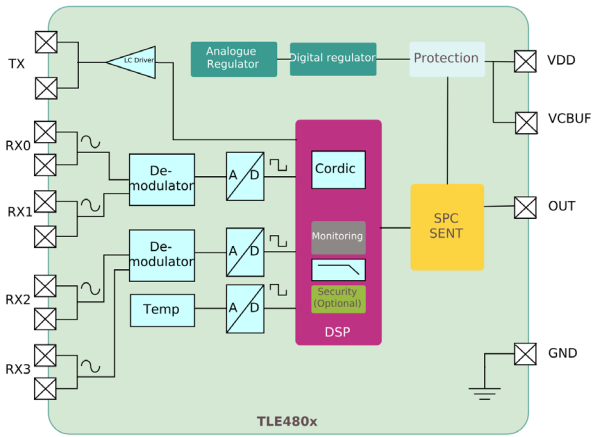 Analogue
Regulator
Digital regulator
Protection
VDD
TX
LC Driver
VCBUF
RX0
De-
modulator
A/D
Cordic
RX1
SPC
SENT
OUT
De-
modulator
A/D
Monitoring
RX2
Temp
A/D
Security
(Optional)
DSP
RX3
GND
TLE480x